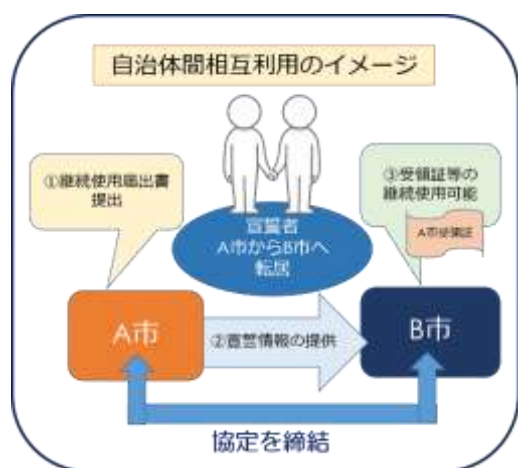 自治体間相互利用のイメージ
①継続使用届出書
提出
③受領証等の
継続使用可能
A市受領証
宣誓者
A市からB市へ
転居
A市
②宣誓情報の提供
B市
協定を締結